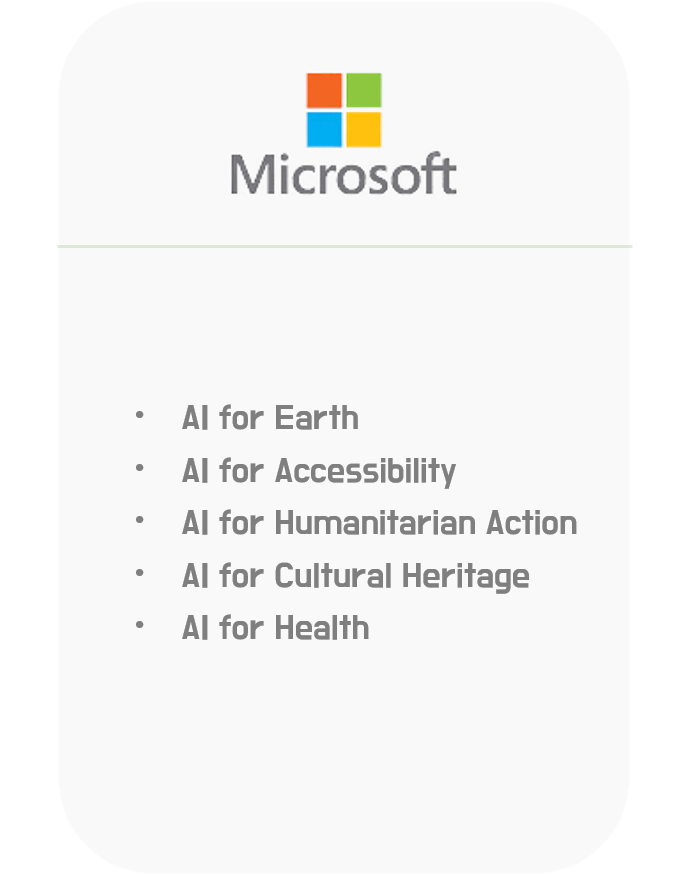 Microsoft
• AI for Earth
• AI for Accessibility
• AI for Humanitarian Action
• AI for Cultural Heritage
• AI for Health